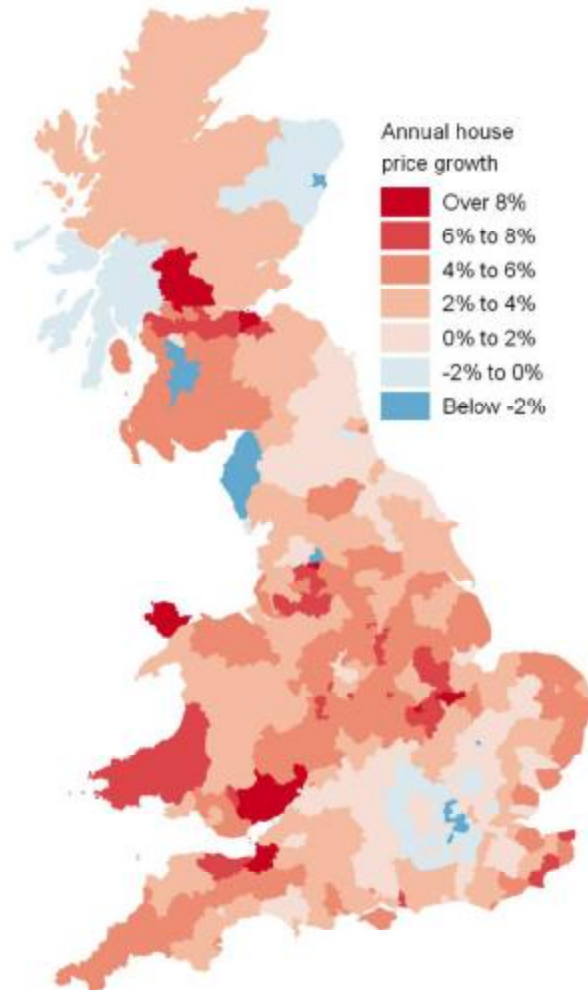 Annual house
price growth
Over 8%
6% to 8%
4% to 6%
2% to 4%
0% to 2%
-2% to 0%
Below -2%